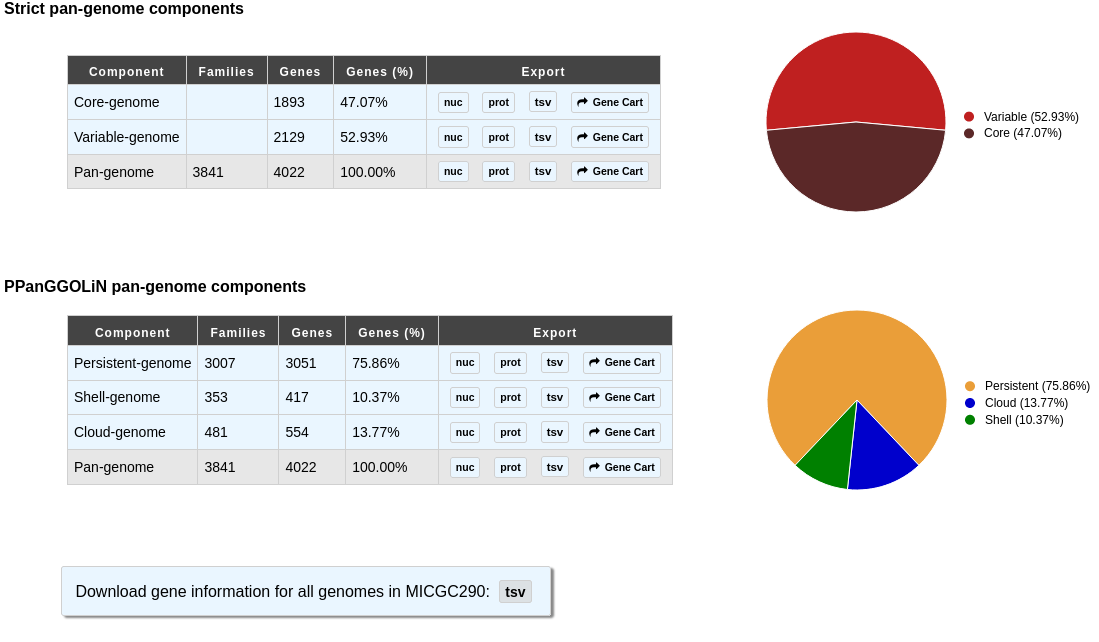 Strict pan-genome components
Component Families Genes Genes (%) Export
Core-genome 1893 47.07% nuc prot tsv Gene Cart
Variable-genome 2129 52.93% nuc prot tsv Gene Cart
Pan-genome 3841 4022 100.00% nuc prot tsv Gene Cart
Variable (52.93%)
Core (47.07%)
PPanGGOLiN pan-genome components
Component Families Genes Genes (%) Export
Persistent-genome 3007 3051 75.86% nuc prot tsv Gene Cart
Shell-genome 353 417 10.37% nuc prot tsv Gene Cart
Cloud-genome 481 554 13.77% nuc prot tsv Gene Cart
Pan-genome 3841 4022 100.00% nuc prot tsv Gene Cart
Persistent (75.86%)
Cloud (13.77%)
Shell (10.37%)
Download gene information for all genomes in MICGC290: tsv